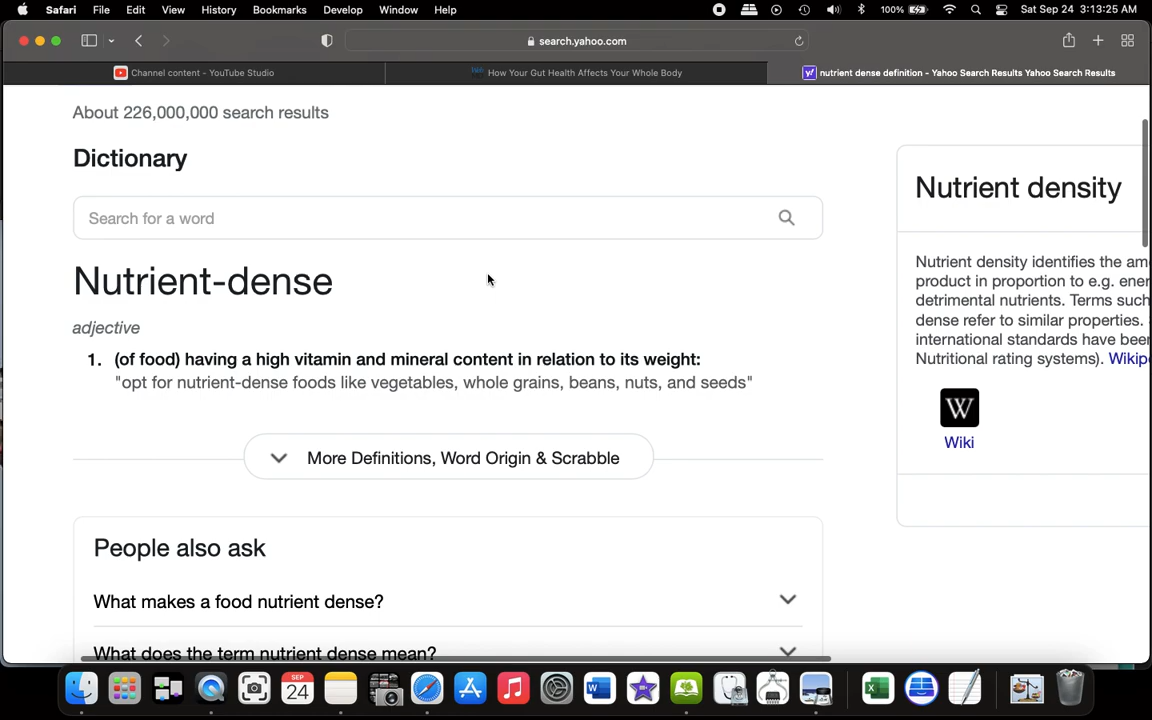 Safari File Edit View History Bookmarks Develop Window Help 100% Sat Sep 24 3:13:25 AM
search.yahoo.com
Channel content - YouTube Studio
How Your Gut Health Affects Your Whole Body
nutrient dense definition - Yahoo Search Results Yahoo Search Results
About 226,000,000 search results
Dictionary
Search for a word
Nutrient-dense
adjective
1. (of food) having a high vitamin and mineral content in relation to its weight:
"opt for nutrient-dense foods like vegetables, whole grains, beans, nuts, and seeds"
More Definitions, Word Origin & Scrabble
People also ask
What makes a food nutrient dense?
What does the term nutrient dense mean?
Nutrient density
Nutrient density identifies the am
product in proportion to e.g. ener
detrimental nutrients. Terms such
dense refer to similar properties.
international standards have bee
Nutritional rating systems). Wikip
W
Wiki
SEP
24